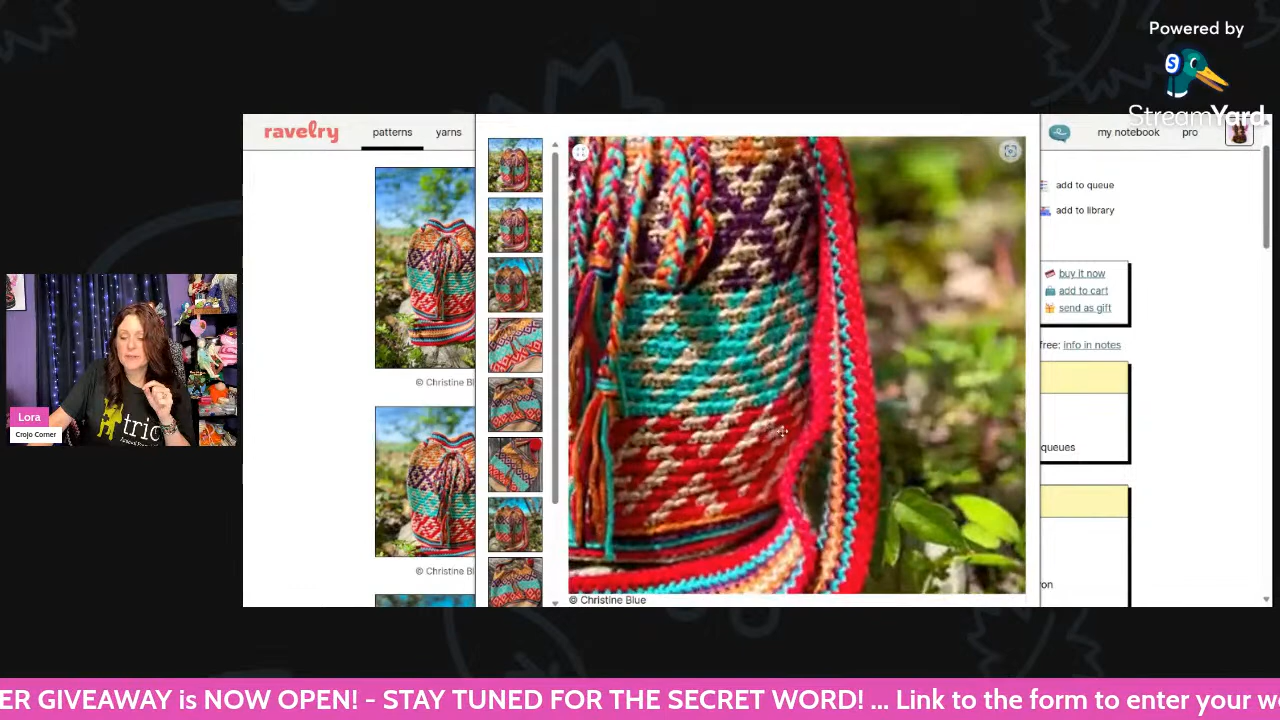 Powered by
StreamYard
ravelry
patterns
yarns
my notebook
pro
add to queue
add to library
buy it now
add to cart
send as gift
free: info in notes
queues
© Christine Bl
© Christine Bl
© Christine Blue
tric
Lora
Crojo Corner
ER GIVEAWAY is NOW OPEN! - STAY TUNED FOR THE SECRET WORD! ... Link to the form to enter your w